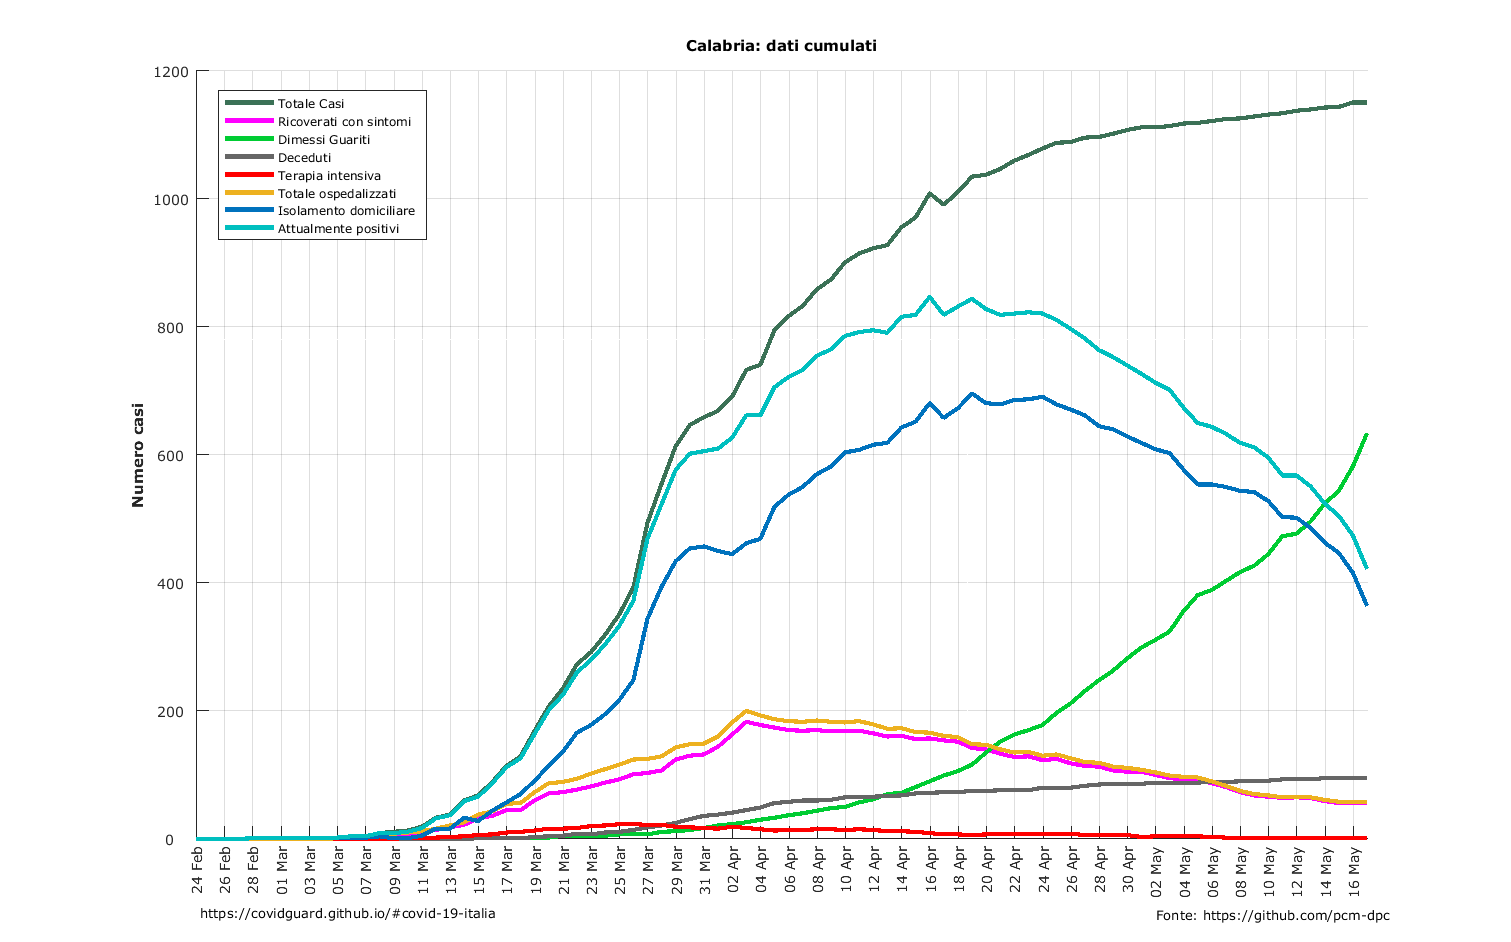 Calabria: dati cumulati
Numero casi
1200
1000
800
600
400
200
0
Totale Casi
Ricoverati con sintomi
Dimessi Guariti
Deceduti
Terapia intensiva
Totale ospedalizzati
Isolamento domiciliare
Attualmente positivi
24 Feb
26 Feb
28 Feb
01 Mar
03 Mar
05 Mar
07 Mar
09 Mar
11 Mar
13 Mar
15 Mar
17 Mar
19 Mar
21 Mar
23 Mar
25 Mar
27 Mar
29 Mar
31 Mar
02 Apr
04 Apr
06 Apr
08 Apr
10 Apr
12 Apr
14 Apr
16 Apr
18 Apr
20 Apr
22 Apr
24 Apr
26 Apr
28 Apr
30 Apr
02 May
04 May
06 May
08 May
10 May
12 May
14 May
16 May
https://covidguard.github.io/#covid-19-italia
Fonte: https://github.com/pcm-dpc